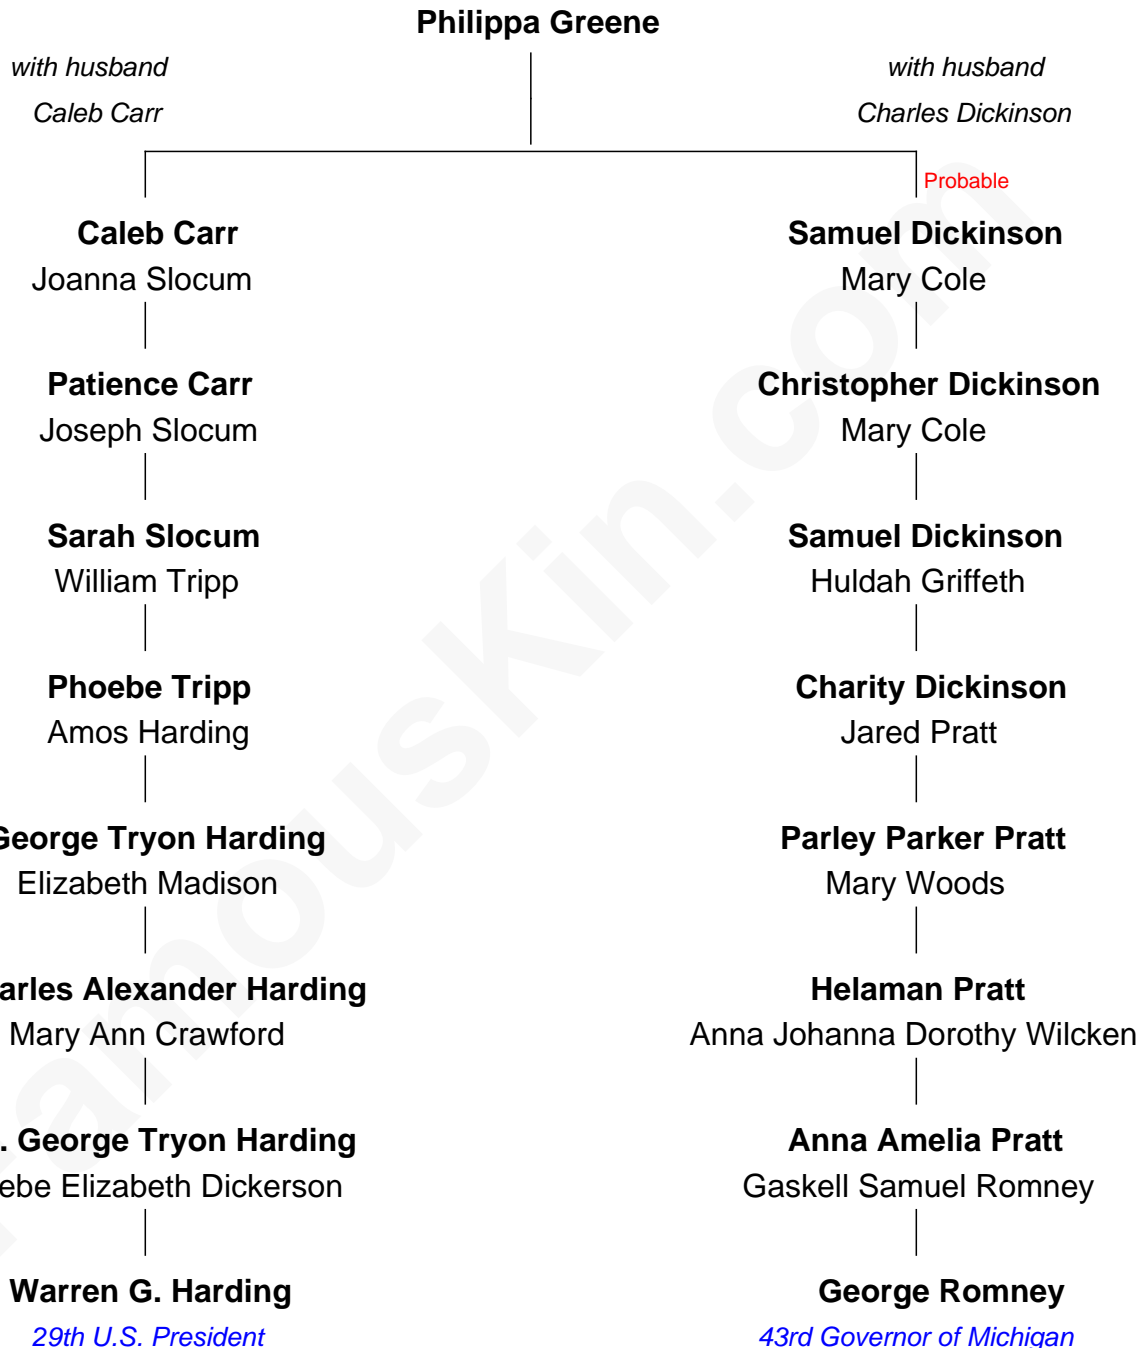 Philippa Greene
with husband
Caleb Carr
with husband
Charles Dickinson
Probable
Caleb Carr
Joanna Slocum
Samuel Dickinson
Mary Cole
Patience Carr
Joseph Slocum
Christopher Dickinson
Mary Cole
Sarah Slocum
William Tripp
Samuel Dickinson
Huldah Griffeth
Phoebe Tripp
Amos Harding
Charity Dickinson
Jared Pratt
George Tryon Harding
Elizabeth Madison
Parley Parker Pratt
Mary Woods
arles Alexander Harding
Mary Ann Crawford
Helaman Pratt
Anna Johanna Dorothy Wilcken
. George Tryon Harding
ebe Elizabeth Dickerson
Anna Amelia Pratt
Gaskell Samuel Romney
Warren G. Harding
29th U.S. President
George Romney
43rd Governor of Michigan
FamousKin.com